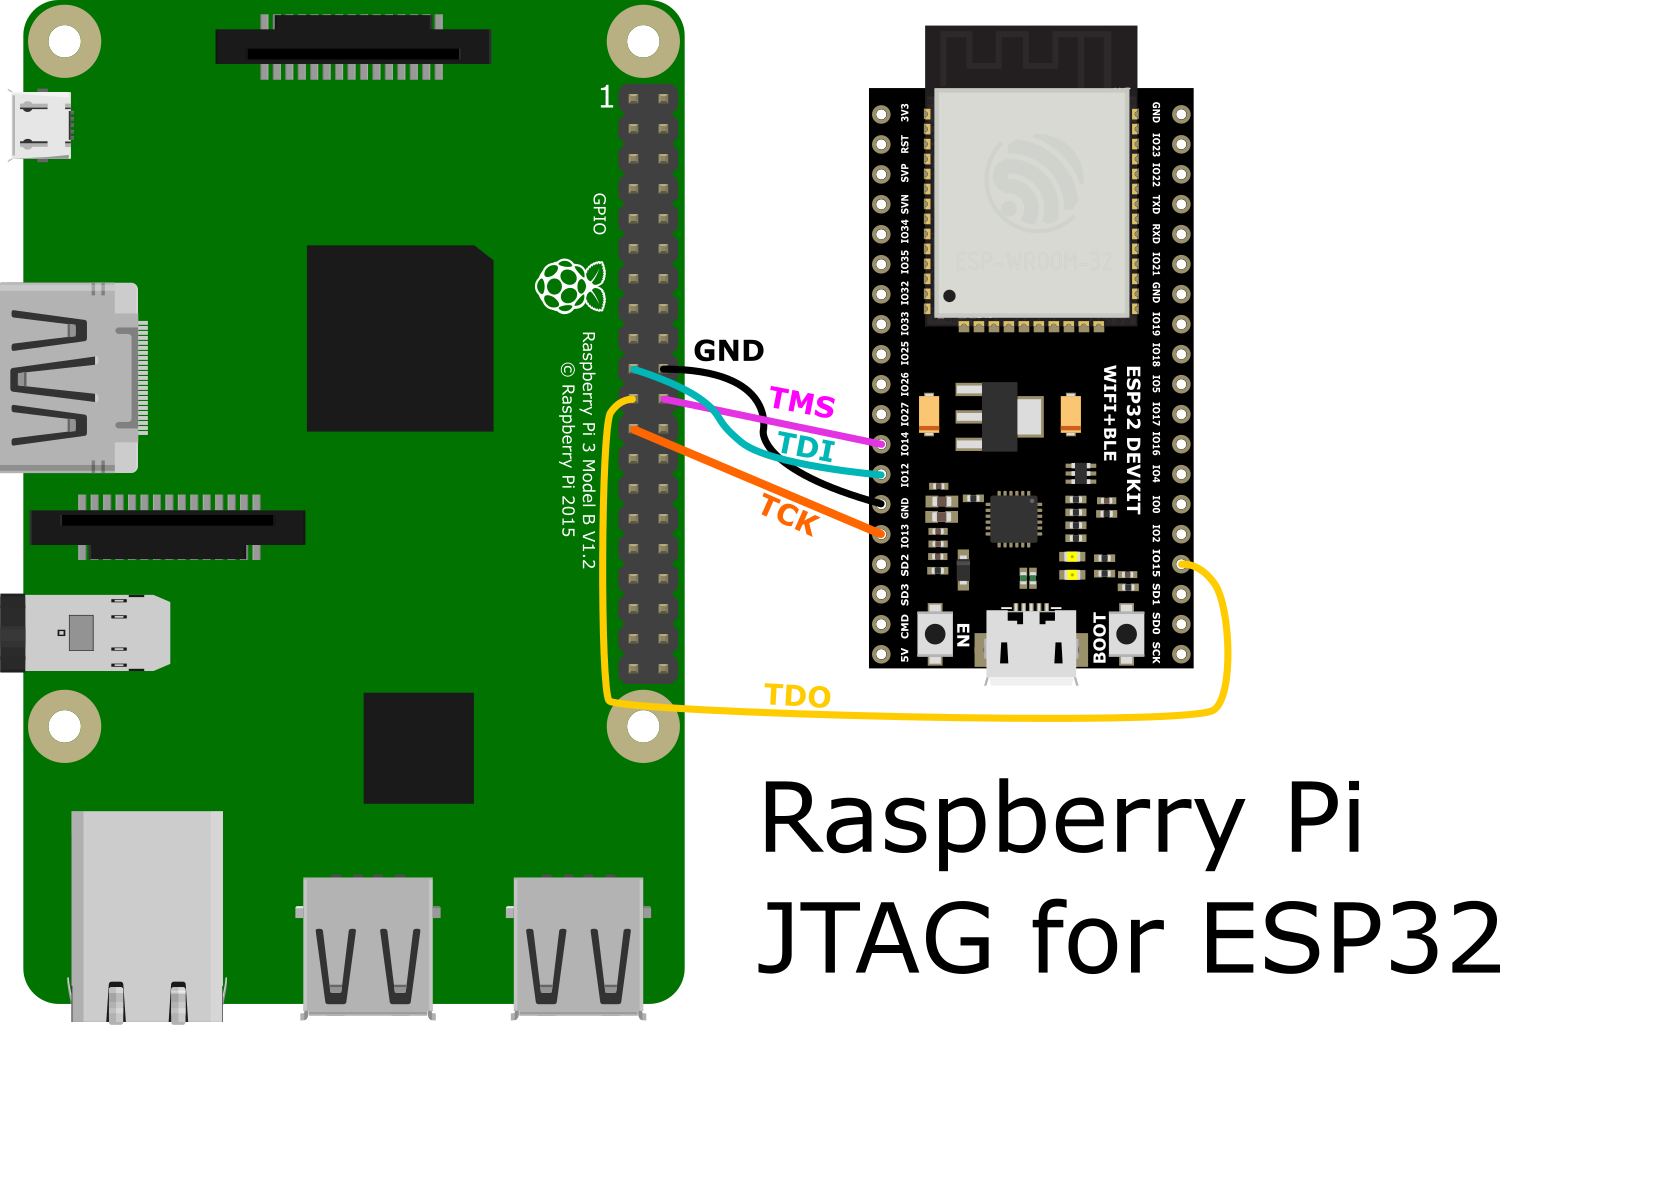 1
GPIO
Raspberry Pi 3 Model B V1.2
© Raspberry Pi 2015
GND
TMS
TDI
TCK
TDO
3V3
RST
SVP
SVN
IO34
IO35
IO32
IO33
IO25
IO26
IO27
IO14
IO12
GND
IO13
SD2
SD3
CMD
5V
ESP-WROOM-32
ESP32 DEVKIT
WIFI+BLE
EN
BOOT
GND
IO23
IO22
TXD
RXD
IO21
GND
IO19
IO18
IO5
IO17
IO16
IO4
IO0
IO2
IO15
SD1
SD0
SCK
Raspberry Pi
JTAG for ESP32